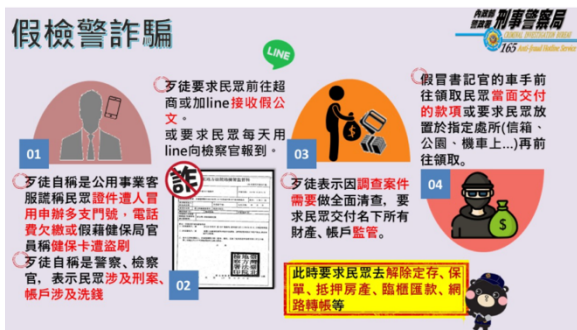 假檢警詐騙
內政部
警政署
刑事警察局
CRIMINAL INVESTIGATION BUREAU
165 Anti-fraud Hotline Service
LINE
01
歹徒自稱是公用事業客
服謊稱民眾證件遭人冒
用申辦多支門號，電話
費欠繳或假藉健保局官
員稱健保卡遭盜刷
歹徒自稱是警察、檢察
官，表示民眾涉及刑案、
帳戶涉及洗錢
歹徒要求民眾前往超
商或加line接收假公
文。
或要求民眾每天用
line向檢察官報到。
詐
02
03
歹徒表示因調查案件
需要做全面清查，要
求民眾交付名下所有
財產、帳戶監管。
假冒書記官的車手前
往領取民眾當面交付
的款項或要求民眾放
置於指定處所(信箱、
公園、機車上...)再前
往領取。
04
此時要求民眾去解除定存、保
單、抵押房產、臨櫃匯款、網
路轉帳等